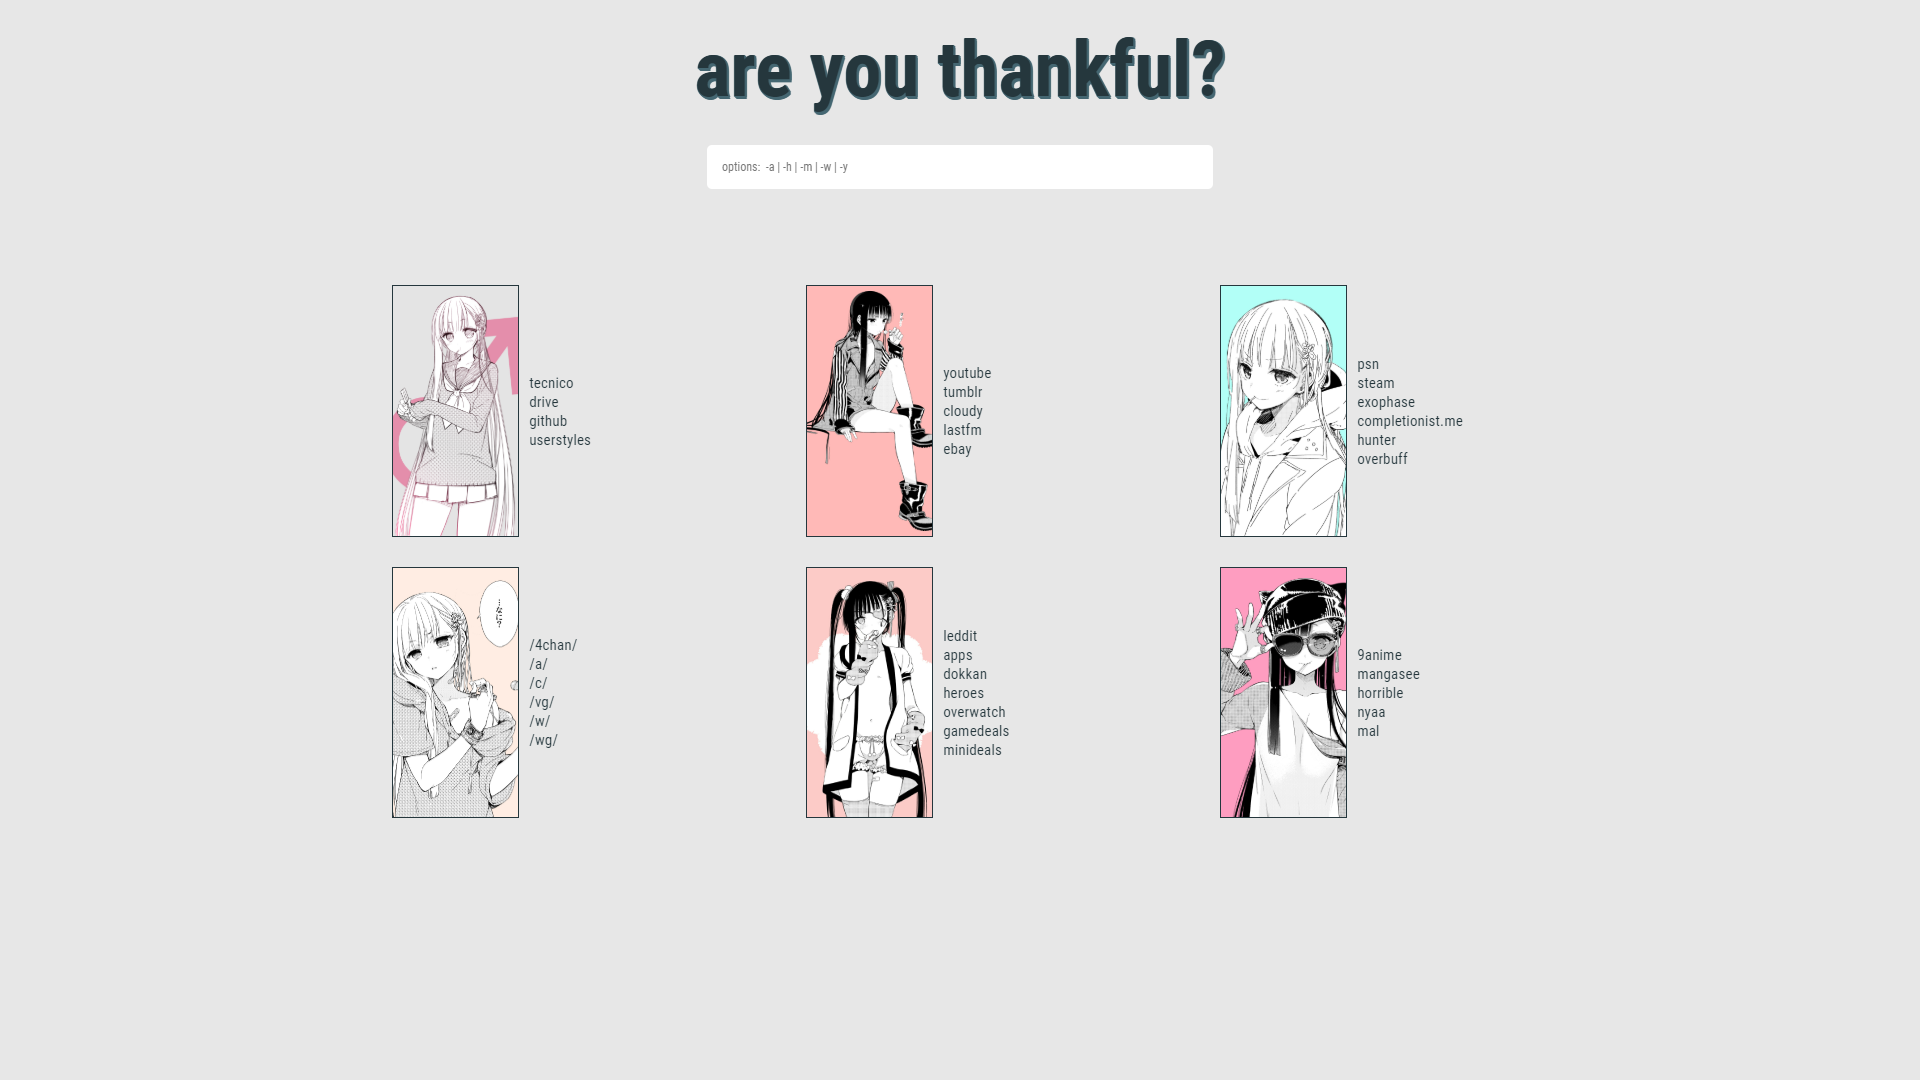 are you thankful?
options: -a | -h | -m | -w | -y
tecnico
drive
github
userstyles
youtube
tumblr
cloudy
lastfm
ebay
psn
steam
exophase
completionist.me
hunter
overbuff
…なに?
/4chan/
/a/
/c/
/vg/
/w/
/wg/
leddit
apps
dokkan
heroes
overwatch
gamedeals
minideals
9anime
mangasee
horrible
nyaa
mal